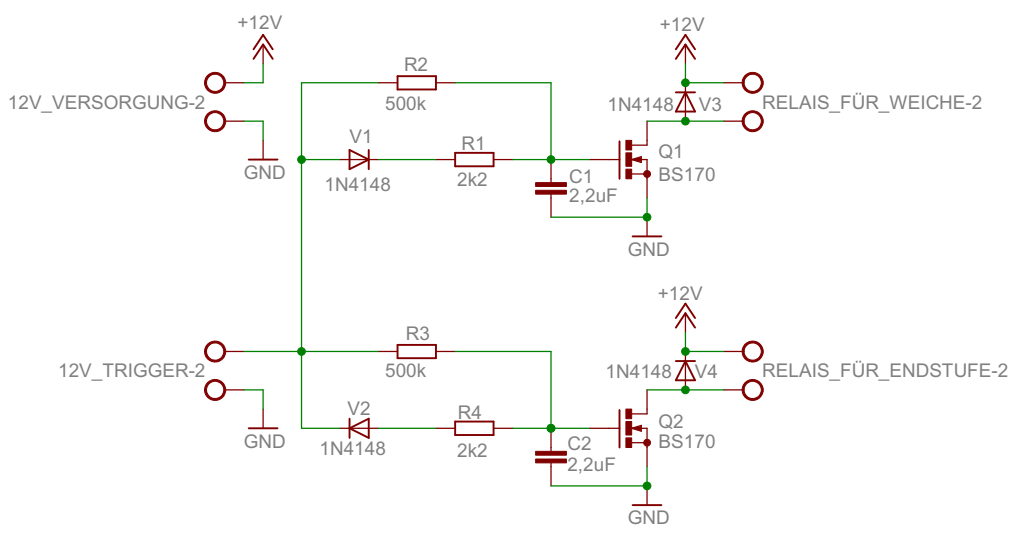 +12V
12V_VERSORGUNG-2
GND
R2
500k
V1
1N4148
R1
2k2
C1
2,2uF
+12V
1N4148
V3
RELAIS_FÜR_WEICHE-2
Q1
BS170
GND
12V_TRIGGER-2
GND
R3
500k
V2
1N4148
R4
2k2
C2
2,2uF
+12V
1N4148
V4
RELAIS_FÜR_ENDSTUFE-2
Q2
BS170
GND